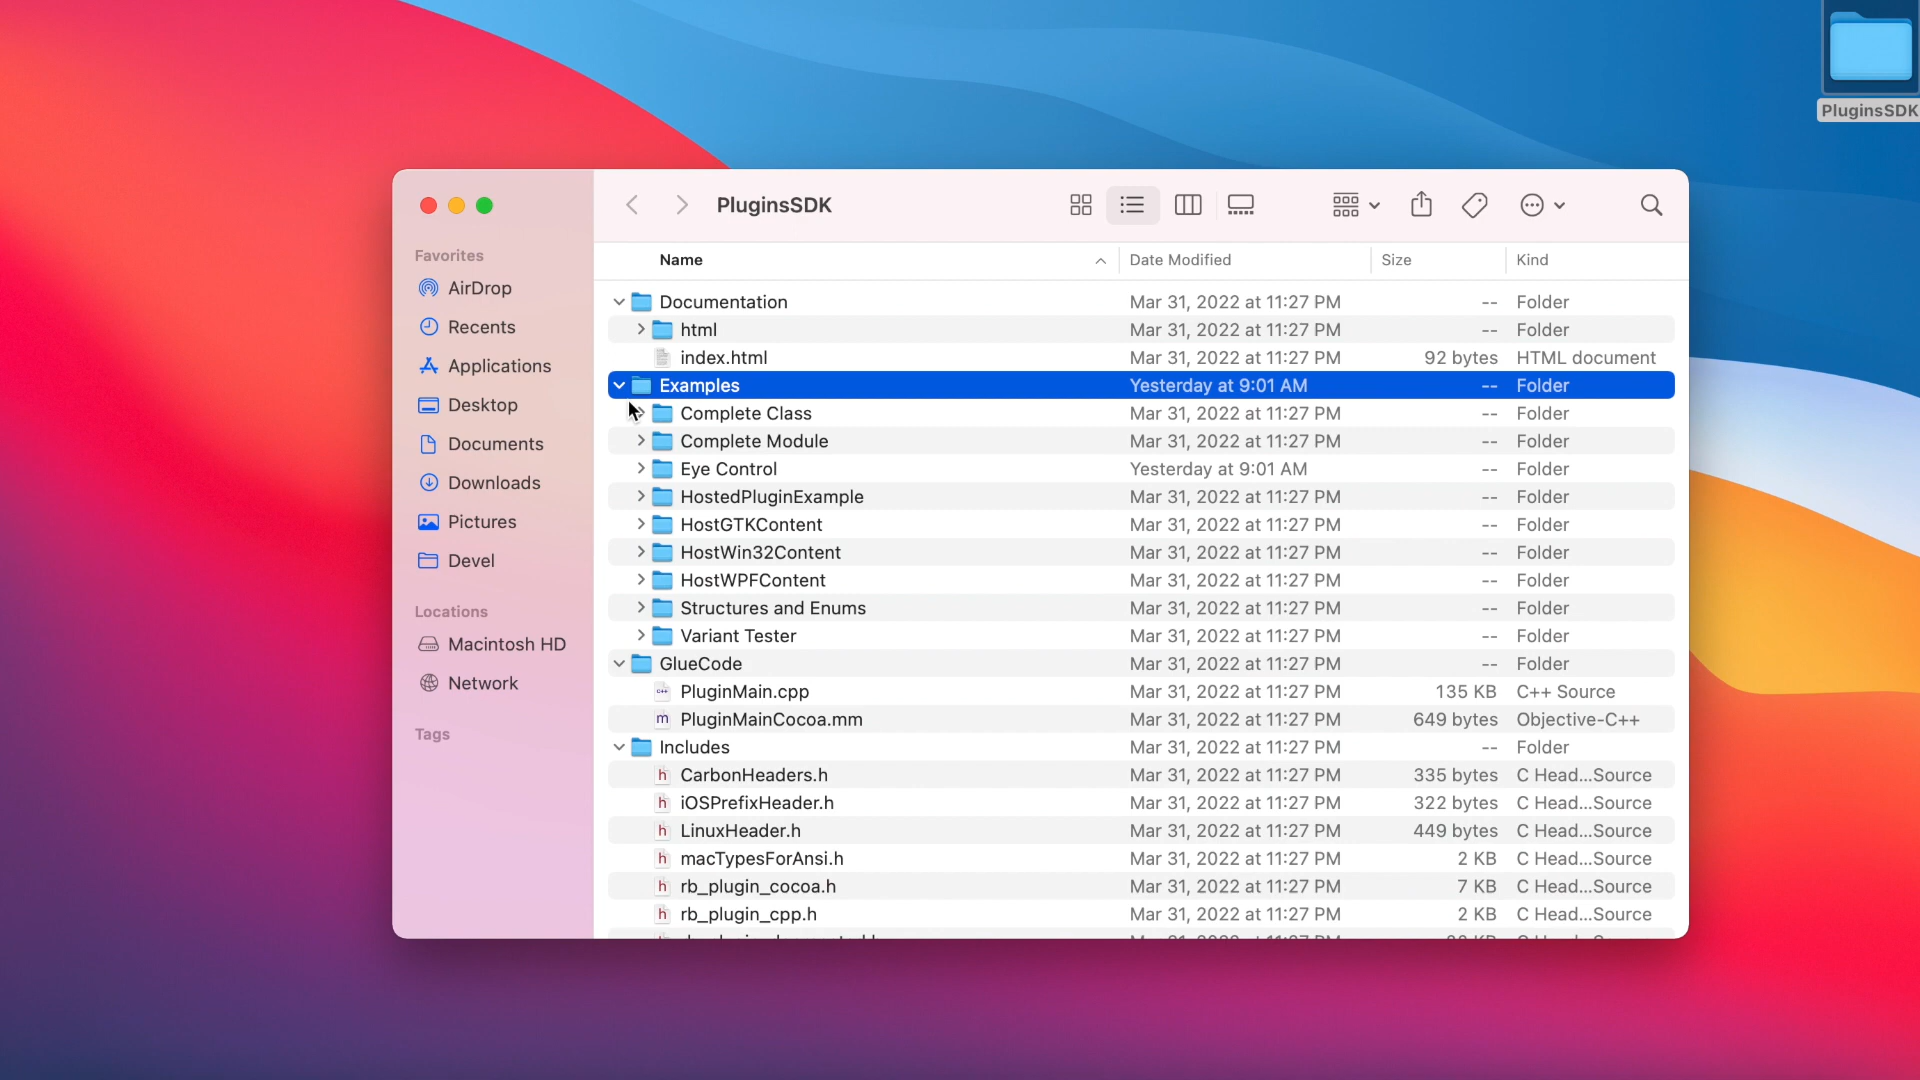 PluginsSDK
PluginsSDK
Favorites
AirDrop
Recents
Applications
Desktop
Documents
Downloads
Pictures
Devel
Locations
Macintosh HD
Network
Tags
Name Date Modified Size Kind
Documentation Mar 31, 2022 at 11:27 PM -- Folder
html Mar 31, 2022 at 11:27 PM -- Folder
index.html Mar 31, 2022 at 11:27 PM 92 bytes HTML document
Examples Yesterday at 9:01 AM -- Folder
Complete Class Mar 31, 2022 at 11:27 PM -- Folder
Complete Module Mar 31, 2022 at 11:27 PM -- Folder
Eye Control Yesterday at 9:01 AM -- Folder
HostedPluginExample Mar 31, 2022 at 11:27 PM -- Folder
HostGTKContent Mar 31, 2022 at 11:27 PM -- Folder
HostWin32Content Mar 31, 2022 at 11:27 PM -- Folder
HostWPFContent Mar 31, 2022 at 11:27 PM -- Folder
Structures and Enums Mar 31, 2022 at 11:27 PM -- Folder
Variant Tester Mar 31, 2022 at 11:27 PM -- Folder
GlueCode Mar 31, 2022 at 11:27 PM -- Folder
PluginMain.cpp Mar 31, 2022 at 11:27 PM 135 KB C++ Source
PluginMainCocoa.mm Mar 31, 2022 at 11:27 PM 649 bytes Objective-C++
Includes Mar 31, 2022 at 11:27 PM -- Folder
CarbonHeaders.h Mar 31, 2022 at 11:27 PM 335 bytes C Head...Source
iOSPrefixHeader.h Mar 31, 2022 at 11:27 PM 322 bytes C Head...Source
LinuxHeader.h Mar 31, 2022 at 11:27 PM 449 bytes C Head...Source
macTypesForAnsi.h Mar 31, 2022 at 11:27 PM 2 KB C Head...Source
rb_plugin_cocoa.h Mar 31, 2022 at 11:27 PM 7 KB C Head...Source
rb_plugin_cpp.h Mar 31, 2022 at 11:27 PM 2 KB C Head...Source